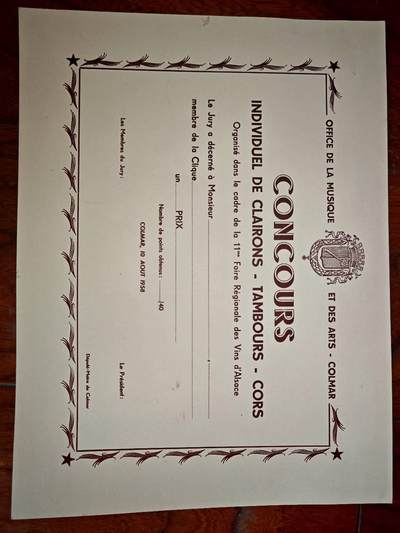 OFFICE DE LA MUSIQUE ET DES ARTS - COLMAR
CONCOURS
INDIVIDUEL DE CLAIRONS - TAMBOURS - CORS
Organisé dans le cadre de la 11me Foire Régionale des Vins d'Alsace
Le Jury a décerné à Monsieur ,
membre de la Clique
un PRIX
Nombre de points obtenus : /40
COLMAR, 10 AOUT 1958
Les Membres du Jury : Le Président :
Député-Maire de Colmar